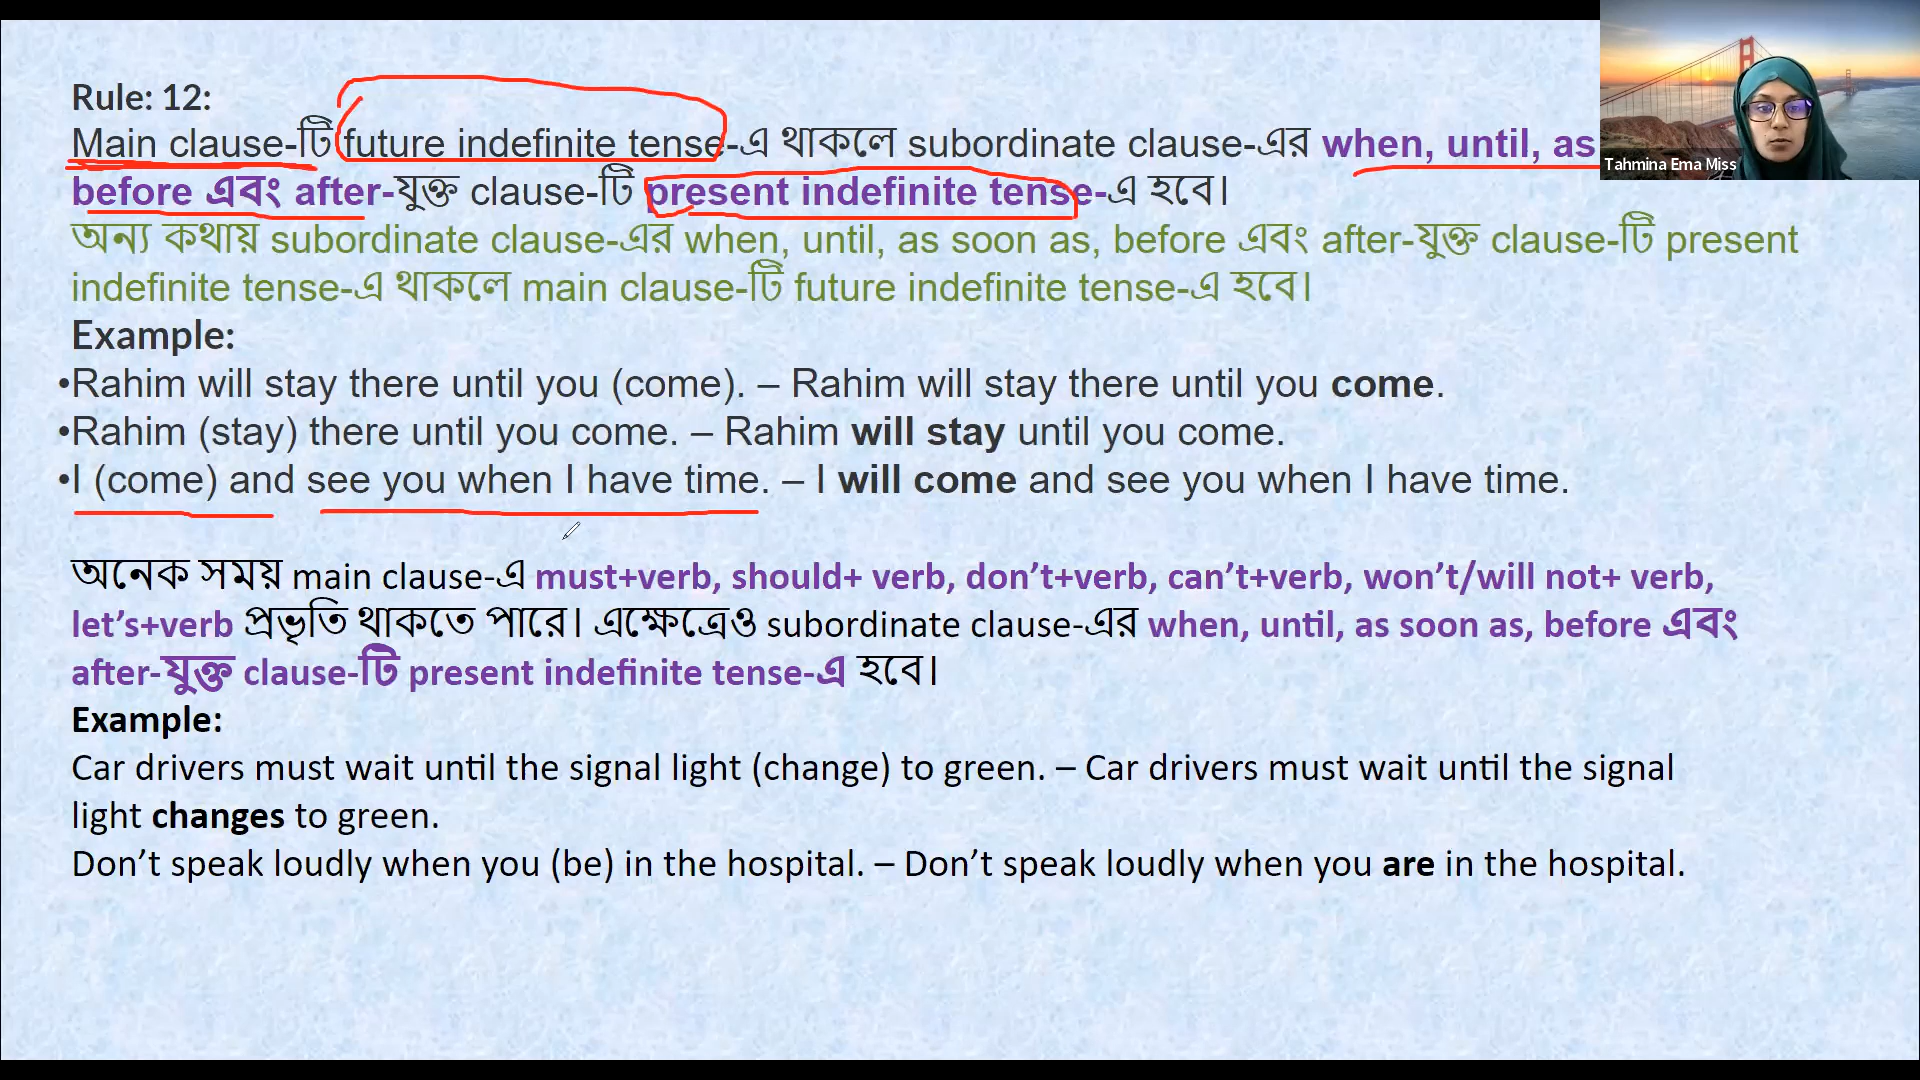 Rule: 12:
Main clause-টি future indefinite tense-এ থাকলে subordinate clause-এর when, until, as
before এবং after-যুক্ত clause-টি present indefinite tense-এ হবে।
অন্য কথায় subordinate clause-এর when, until, as soon as, before এবং after-যুক্ত clause-টি present
indefinite tense-এ থাকলে main clause-টি future indefinite tense-এ হবে।
Example:
•Rahim will stay there until you (come). – Rahim will stay there until you come.
•Rahim (stay) there until you come. – Rahim will stay until you come.
•I (come) and see you when I have time. – I will come and see you when I have time.
অনেক সময় main clause-এ must+verb, should+ verb, don’t+verb, can’t+verb, won’t/will not+ verb,
let’s+verb প্রভৃতি থাকতে পারে। এক্ষেত্রেও subordinate clause-এর when, until, as soon as, before এবং
after-যুক্ত clause-টি present indefinite tense-এ হবে।
Example:
Car drivers must wait until the signal light (change) to green. – Car drivers must wait until the signal
light changes to green.
Don’t speak loudly when you (be) in the hospital. – Don’t speak loudly when you are in the hospital.
Tahmina Ema Miss